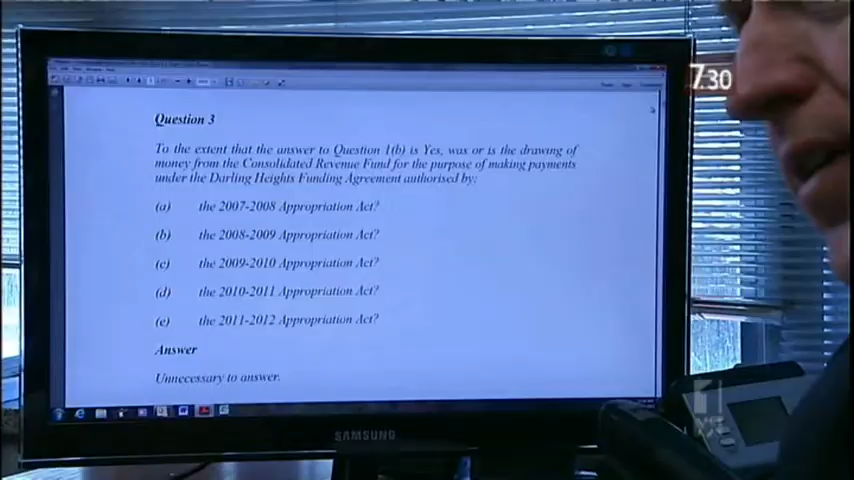 7.30
Question 3
To the extent that the answer to Question 1(b) is Yes, was or is the drawing of
money from the Consolidated Revenue Fund for the purpose of making payments
under the Darling Heights Funding Agreement authorised by:
(a) the 2007-2008 Appropriation Act?
(b) the 2008-2009 Appropriation Act?
(c) the 2009-2010 Appropriation Act?
(d) the 2010-2011 Appropriation Act?
(e) the 2011-2012 Appropriation Act?
Answer
Unnecessary to answer.
SAMSUNG